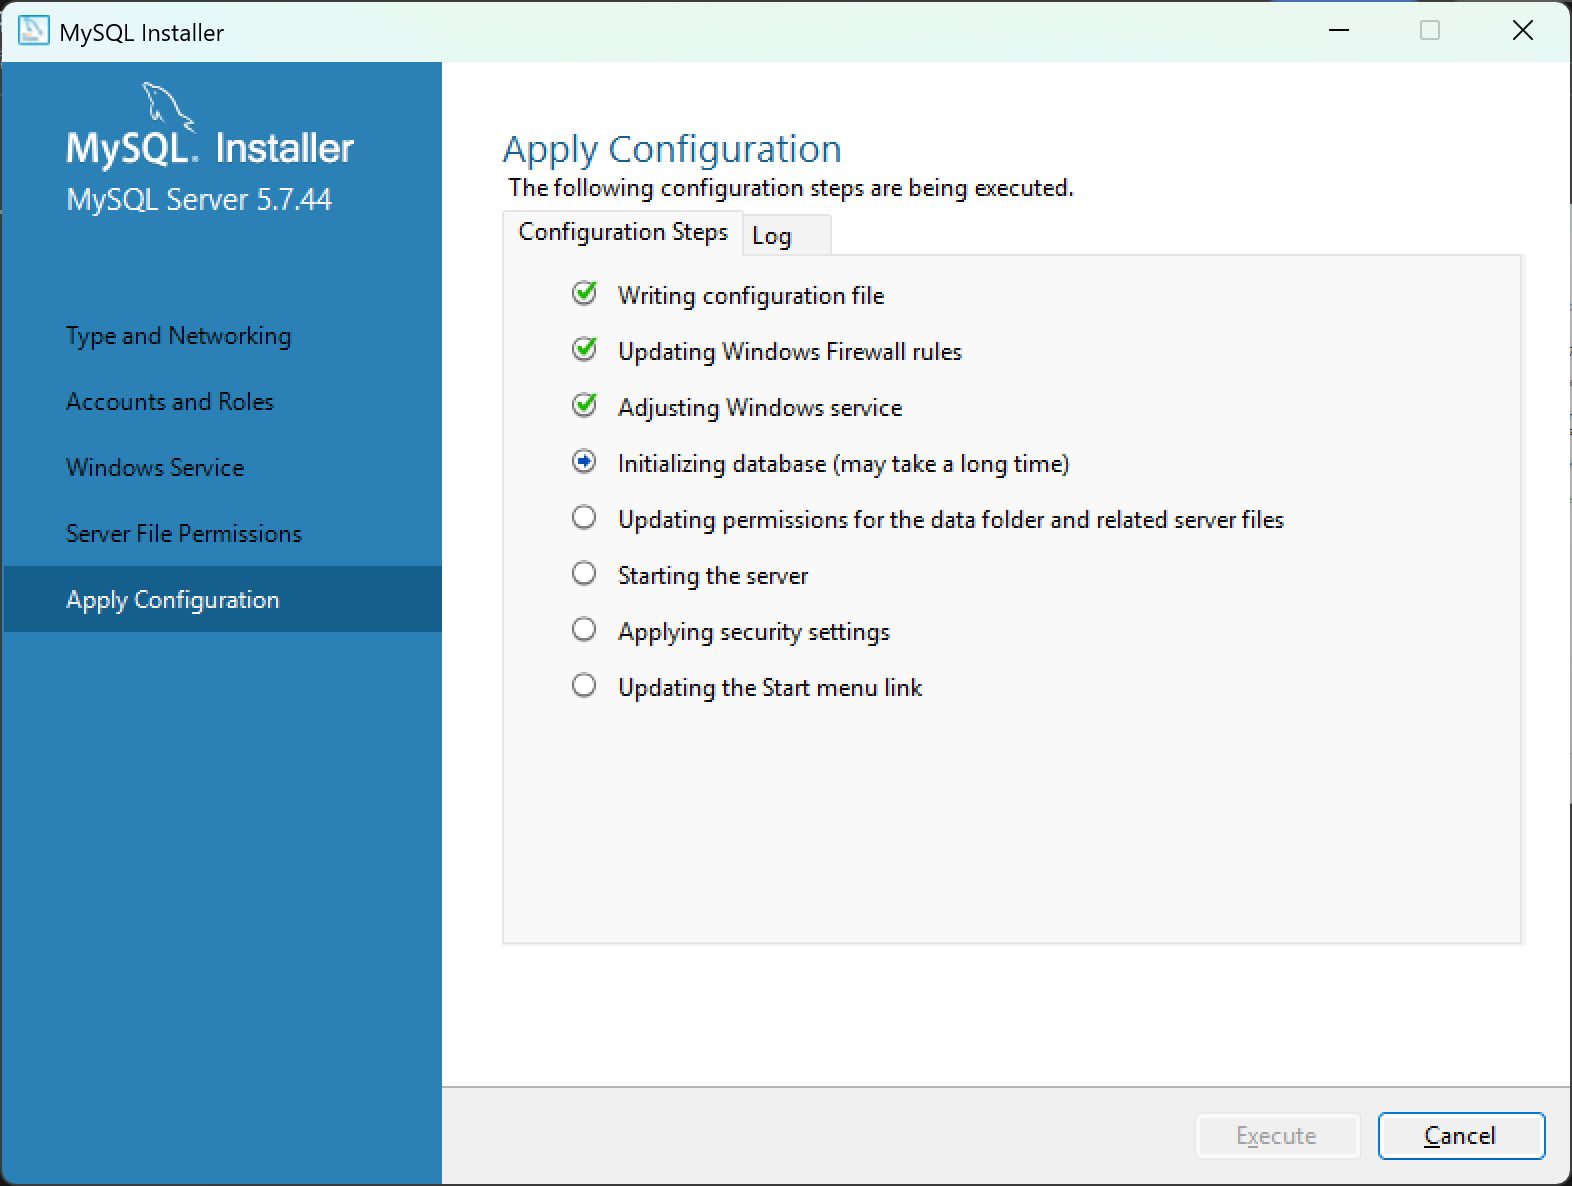 MySQL Installer
MySQL. Installer
MySQL Server 5.7.44
Type and Networking
Accounts and Roles
Windows Service
Server File Permissions
Apply Configuration
Apply Configuration
The following configuration steps are being executed.
Configuration Steps
Log
Writing configuration file
Updating Windows Firewall rules
Adjusting Windows service
Initializing database (may take a long time)
Updating permissions for the data folder and related server files
Starting the server
Applying security settings
Updating the Start menu link
Execute
Cancel